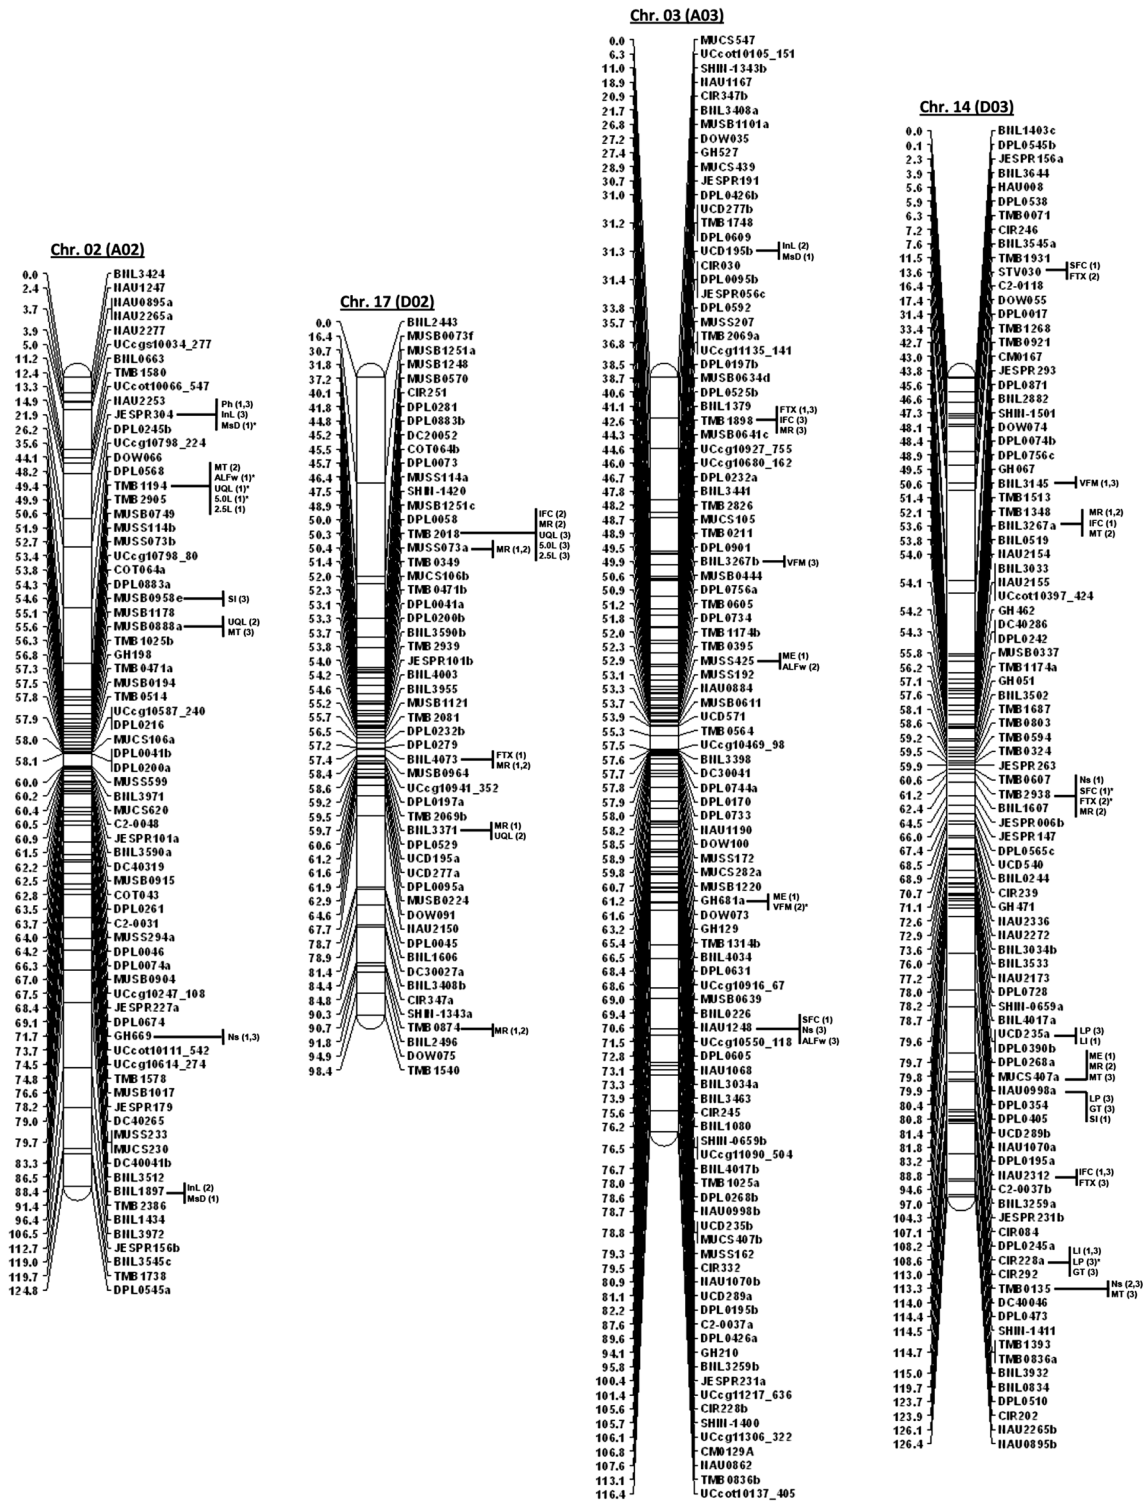 Chr. 02 (A02)
0.0 BNL3424
2.4 NAU1247
NAU0895a
3.7
NAU2265a
3.9 NAU2277
5.0 UCcgs10034_277
11.2 BNL0663
12.4 TMB1580
13.3 UCcot10066_547
14.9 NAU2253
21.9 JESPR304
Ph (1,3)
InL (3)
MsD (1)*
26.2 DPL0245b
35.6 UCcg10798_224
44.1 DOW066
48.2 DPL0568
49.4 TMB1194
MT (2)
ALFw (1)*
UQL (1)*
5.0L (1)*
2.5L (1)
49.9 TMB2905
50.6 MUSB0749
51.9 MUSS114b
52.7 MUSS073b
53.4 UCcg10798_80
53.8 COT064a
54.3 DPL0883a
54.6 MUSB0958e
SI (3)
55.1 MUSB1178
55.6 MUSB0888a
UQL (2)
MT (3)
56.3 TMB1025b
56.8 GH198
57.3 TMB0471a
57.5 MUSB0194
57.8 TMB0514
UCcg10587_240
57.9
DPL0216
58.0 MUCS106a
DPL0041b
58.1
DPL0200a
60.0 MUSS599
60.2 BNL3971
60.4 MUCS620
60.5 C2-0048
60.9 JESPR101a
61.5 BNL3590a
62.2 DC40319
62.5 MUSB0915
62.8 COT043
63.5 DPL0261
63.7 C2-0031
64.0 MUSS294a
64.2 DPL0046
66.3 DPL0074a
67.0 MUSB0904
67.5 UCcg10247_108
68.4 JESPR227a
69.1 DPL0674
71.7 GH669
Ns (1,3)
73.7 UCcot10111_542
74.5 UCcg10614_274
74.8 TMB1578
76.6 MUSB1017
78.2 JESPR179
79.0 DC40265
MUSS233
79.7
MUCS230
83.3 DC40041b
86.5 BNL3512
88.4 BNL1897
InL (2)
MsD (1)
91.4 TMB2386
96.4 BNL1434
106.5 BNL3972
112.7 JESPR156b
119.0 BNL3545c
119.7 TMB1738
124.8 DPL0545a
Chr. 17 (D02)
0.0 BNL2443
16.4 MUSB0073f
30.7 MUSB1251a
31.8 MUSB1248
37.2 MUSB0570
40.1 CIR251
41.8 DPL0281
44.8 DPL0883b
45.2 DC20052
45.5 COT064b
45.7 DPL0073
46.4 MUSS114a
47.5 SHIN-1420
48.5 MUSB1251c
50.0 DPL0058
50.3 TMB2018
IFC (2)
MR (2)
UQL (3)
5.0L (3)
2.5L (3)
50.4 MUSS073a
MR (1,2)
51.4 TMB0349
52.0 MUCS106b
52.3 TMB0471b
53.1 DPL0041a
53.3 DPL0200b
53.7 BNL3590b
53.8 TMB2939
54.0 JESPR101b
54.2 BNL4003
54.6 BNL3955
55.2 MUSB1121
55.7 TMB2081
56.5 DPL0232b
57.2 DPL0279
57.4 BNL4073
FTX (1)
MR (1,2)
58.4 MUSB0964
58.6 UCcg10941_352
59.2 DPL0197a
59.5 TMB2069b
59.7 BNL3371
MR (1)
UQL (2)
60.6 DPL0529
61.2 UCD195a
61.6 UCD277a
61.9 DPL0095a
62.9 MUSB0224
64.6 DOW091
67.7 NAU2150
78.7 DPL0045
80.9 BNL1606
81.4 DC30027a
84.4 BNL3408b
84.8 CIR347a
90.3 SHIN-1343a
90.7 TMB0874
MR (1,2)
91.8 BNL2496
94.9 DOW075
98.4 TMB1540
Chr. 03 (A03)
0.0 MUCS547
6.3 UCcot10105_151
11.0 SHIN-1343b
18.9 NAU1167
20.9 CIR347b
21.7 BNL3408a
26.8 MUSB1101a
27.2 DOW035
27.4 GH527
28.9 MUCS439
30.7 JESPR191
31.0 DPL0426b
UCD277b
31.2 TMB1748
DPL0609
31.3 UCD195b
InL (2)
MsD (1)
CIR030
31.4 DPL0095b
JESPR056c
33.8 DPL0592
35.7 MUSS207
TMB2069a
36.8
UCcg11135_141
38.5 DPL0197b
38.7 MUSB0634d
40.6 DPL0525b
41.1 BNL1379
42.6 TMB1898
FTX (1,3)
IFC (3)
MR (3)
44.3 MUSB0641c
44.6 UCcg10927_755
46.0 UCcg10680_162
46.7 DPL0232a
47.8 BNL3441
48.2 TMB2826
48.7 MUCS105
48.9 TMB0211
49.5 DPL0901
49.9 BNL3267b
VFM (3)
50.6 MUSB0444
50.9 DPL0756a
51.2 TMB0605
51.8 DPL0734
52.0 TMB1174b
52.3 TMB0395
52.9 MUSS425
ME (1)
ALFw (2)
53.1 MUSS192
53.3 NAU0884
53.7 MUSB0611
53.9 UCD571
55.3 TMB0564
57.5 UCcg10469_98
57.6 BNL3398
57.7 DC30041
57.8 DPL0744a
57.9 DPL0170
58.0 DPL0733
58.2 NAU1190
58.5 DOW100
58.9 MUSS172
59.8 MUCS282a
60.7 MUSB1220
61.2 GH681a
ME (1)
VFM (2)*
61.6 DOW073
63.2 GH129
65.4 TMB1314b
66.5 BNL4034
68.4 DPL0631
68.6 UCcg10916_67
69.0 MUSB0639
69.4 BNL0226
70.6 NAU1248
SFC (1)
Ns (3)
ALFw (3)
71.5 UCcg10550_118
72.8 DPL0605
73.1 NAU1068
73.3 BNL3034a
73.9 BNL3463
75.6 CIR245
76.2 BNL1080
SHIN-0659b
76.5
UCcg11090_504
76.7 BNL4017b
78.0 TMB1025a
78.6 DPL0268b
78.7 NAU0998b
UCD235b
78.8
MUCS407b
79.3 MUSS162
79.5 CIR332
80.9 NAU1070b
81.1 UCD289a
82.2 DPL0195b
87.6 C2-0037a
89.6 DPL0426a
94.1 GH210
95.8 BNL3259b
100.4 JESPR231a
101.4 UCcg11217_636
105.6 CIR228b
105.7 SHIN-1400
106.1 UCcg11306_322
106.8 CM0129A
107.6 NAU0862
113.1 TMB0836b
116.4 UCcot10137_405
Chr. 14 (D03)
0.0 BNL1403c
0.1 DPL0545b
2.3 JESPR156a
3.9 BNL3644
5.6 NAU008
5.9 DPL0538
6.3 TMB0071
7.2 CIR246
7.6 BNL3545a
11.5 TMB1931
13.6 STV030
SFC (1)
FTX (2)
16.4 C2-0118
17.4 DOW055
31.4 DPL0017
33.4 TMB1268
42.7 TMB0921
43.0 CM0167
43.8 JESPR293
45.6 DPL0871
46.6 BNL2882
47.3 SHIN-1501
48.1 DOW074
48.4 DPL0074b
48.9 DPL0756c
49.5 GH067
50.6 BNL3145
VFM (1,3)
51.4 TMB1513
52.1 TMB1348
53.6 BNL3267a
MR (1,2)
IFC (1)
MT (2)
53.8 BNL0519
54.0 NAU2154
BNL3033
54.1 NAU2155
UCcot10397_424
54.2 GH462
DC40286
54.3
DPL0242
55.8 MUSB0337
56.2 TMB1174a
57.1 GH051
57.6 BNL3502
58.1 TMB1687
58.6 TMB0803
59.2 TMB0594
59.5 TMB0324
59.9 JESPR263
60.6 TMB0607
61.2 TMB2938
Ns (1)
SFC (1)*
FTX (2)*
MR (2)
62.4 BNL1607
64.5 JESPR006b
66.0 JESPR147
67.4 DPL0565c
68.5 UCD540
68.9 BNL0244
70.7 CIR239
71.1 GH471
72.6 NAU2336
72.9 NAU2272
73.6 BNL3034b
76.0 BNL3533
77.2 NAU2173
78.0 DPL0728
78.2 SHIN-0659a
78.7 BNL4017a
UCD235a
79.6
LP (3)
LI (1)
DPL0390b
79.7 DPL0268a
79.8 MUCS407a
ME (1)
MR (2)
MT (3)
79.9 NAU0998a
LP (3)
GT (3)
SI (1)
80.4 DPL0354
80.8 DPL0405
81.4 UCD289b
81.8 NAU1070a
83.2 DPL0195a
88.8 NAU2312
IFC (1,3)
FTX (3)
94.6 C2-0037b
97.0 BNL3259a
104.3 JESPR231b
107.1 CIR084
108.2 DPL0245a
108.6 CIR228a
LI (1,3)
LP (3)*
GT (3)
113.0 CIR292
113.3 TMB0135
Ns (2,3)
MT (3)
114.0 DC40046
114.4 DPL0473
114.5 SHIN-1411
TMB1393
114.7
TMB0836a
115.0 BNL3932
119.7 BNL0834
123.7 DPL0510
123.9 CIR202
126.1 NAU2265b
126.4 NAU0895b